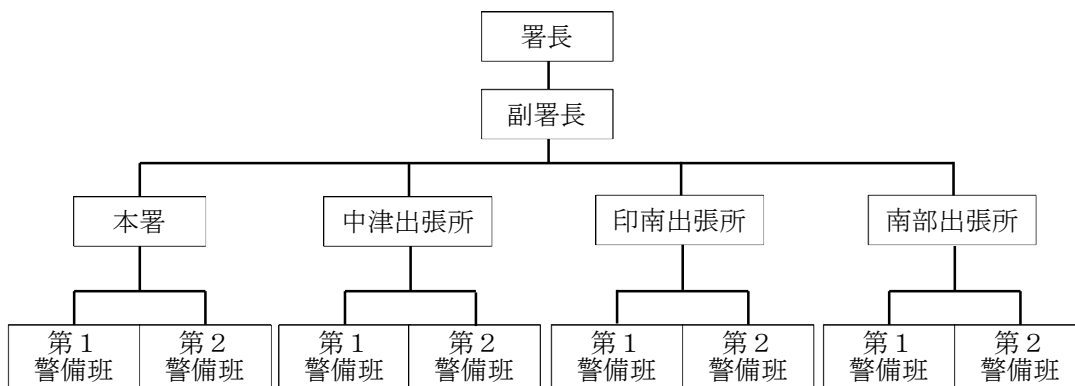 署長
副署長
本署
中津出張所
印南出張所
南部出張所
第１
警備班
第２
警備班
第１
警備班
第２
警備班
第１
警備班
第２
警備班
第１
警備班
第２
警備班